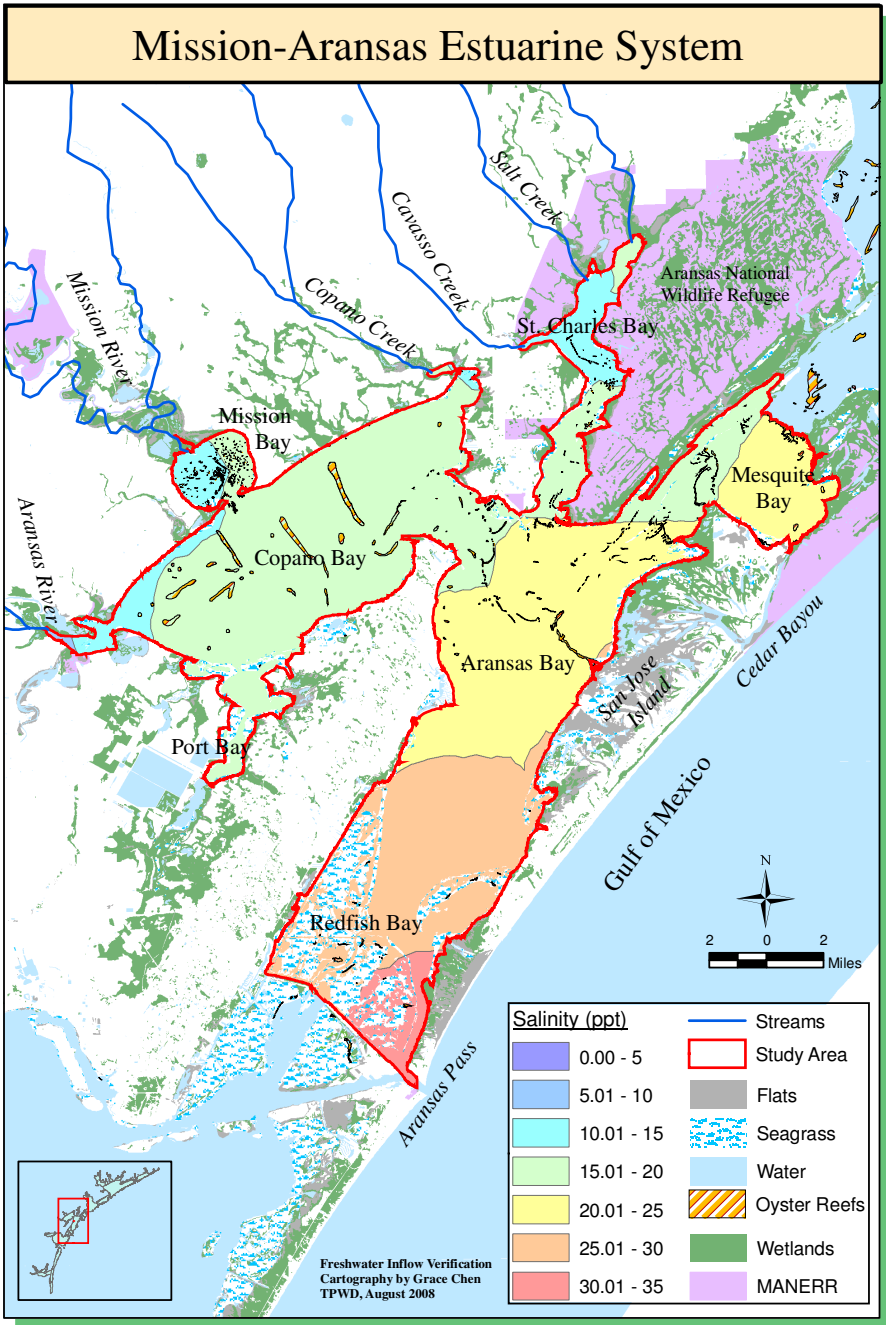 Mission-Aransas Estuarine System
Salt Creek
Cavasso Creek
Aransas National
Wildlife Refugee
Mission River
Copano Creek
St. Charles Bay
Mission
Bay
Mesquite
Bay
Aransas River
Copano Bay
Cedar Bayou
Aransas Bay
San Jose
Island
Port Bay
Gulf of Mexico
N
Redfish Bay
2 0 2
Miles
Aransas Pass
Salinity (ppt)
0.00 - 5
5.01 - 10
10.01 - 15
15.01 - 20
20.01 - 25
25.01 - 30
30.01 - 35
Streams
Study Area
Flats
Seagrass
Water
Oyster Reefs
Wetlands
MANERR
Freshwater Inflow Verification
Cartography by Grace Chen
TPWD, August 2008